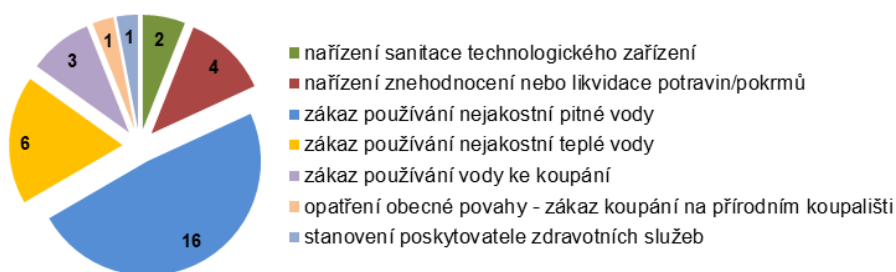 1
1
2
3
4
6
16
nařízení sanitace technologického zařízení
nařízení znehodnocení nebo likvidace potravin/pokrmů
zákaz používání nejakostní pitné vody
zákaz používání nejakostní teplé vody
zákaz používání vody ke koupání
opatření obecné povahy - zákaz koupání na přírodním koupališti
stanovení poskytovatele zdravotních služeb